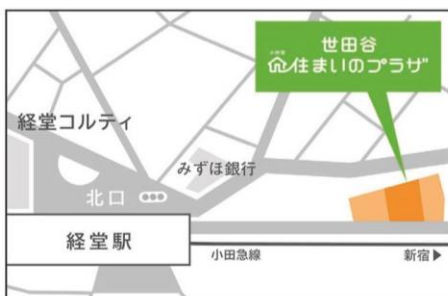 世田谷
住まいのプラザ
経堂コルティ
みずほ銀行
北口
経堂駅
小田急線
新宿▶